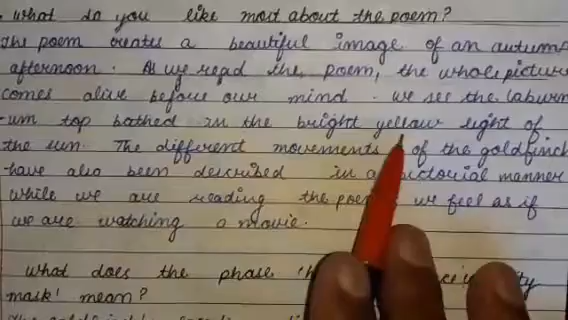 what do you like most about the poem?
The poem creates a beautiful image of an autumn
afternoon. As we read the poem, the whole picture
comes alive before our mind. we see the laburn
-um top bathed in the bright yellow light of
the sun. The different movements of the goldfinch
have also been described in a pictorial manner
while we are reading the poem we feel as if
we are watching a movie.
what does the phase
mask' mean?